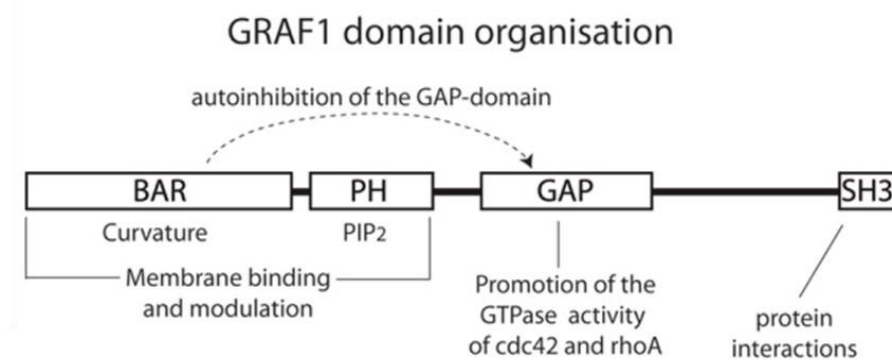 GRAF1 domain organisation
autoinhibition of the GAP-domain
BAR PH GAP SH3
Curvature PIP2
Membrane binding
and modulation
Promotion of the
GTPase activity
of cdc42 and rhoA
protein
interactions